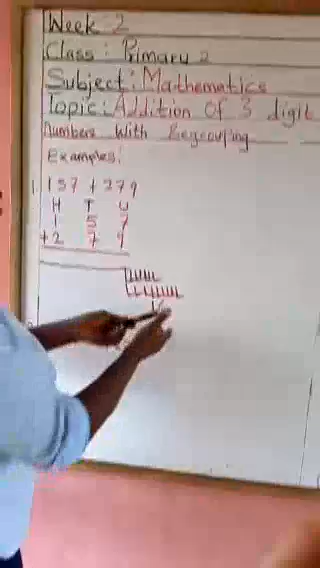 Week 2
Class: Primary 2
Subject: Mathematics
Topic: Addition Of 3 digit
Numbers With Regrouping
Examples:
1. 157 + 279
H T U
1 5 7
+2 7 9